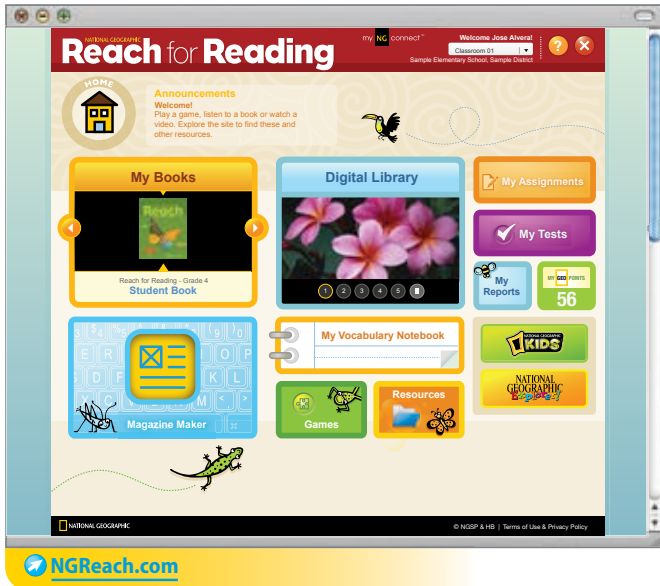 NATIONAL GEOGRAPHIC
Reach for Reading
my NG connect™
Welcome Jose Alvera!
Classroom 01
Sample Elementary School, Sample District
?
HOME
Announcements
Welcome!
Play a game, listen to a book or watch a
video. Explore the site to find these and
other resources.
My Books
Reach
Reach for Reading - Grade 4
Student Book
Digital Library
1 2 3 4 5
My Assignments
My Tests
My
Reports
MY GEO POINTS
56
Magazine Maker
My Vocabulary Notebook
Games
Resources
NATIONAL GEOGRAPHIC
KIDS
NATIONAL
GEOGRAPHIC
Explorer!
NATIONAL GEOGRAPHIC
© NGSP & HB | Terms of Use & Privacy Policy
NGReach.com